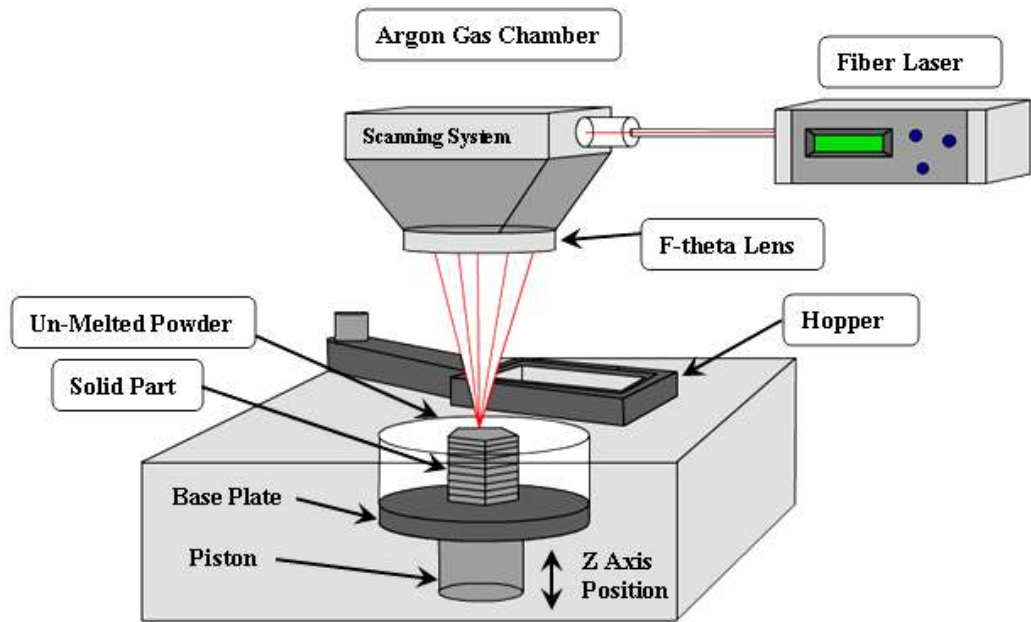 Argon Gas Chamber
Fiber Laser
Scanning System
F-theta Lens
Un-Melted Powder
Hopper
Solid Part
Base Plate
Piston
Z Axis
Position